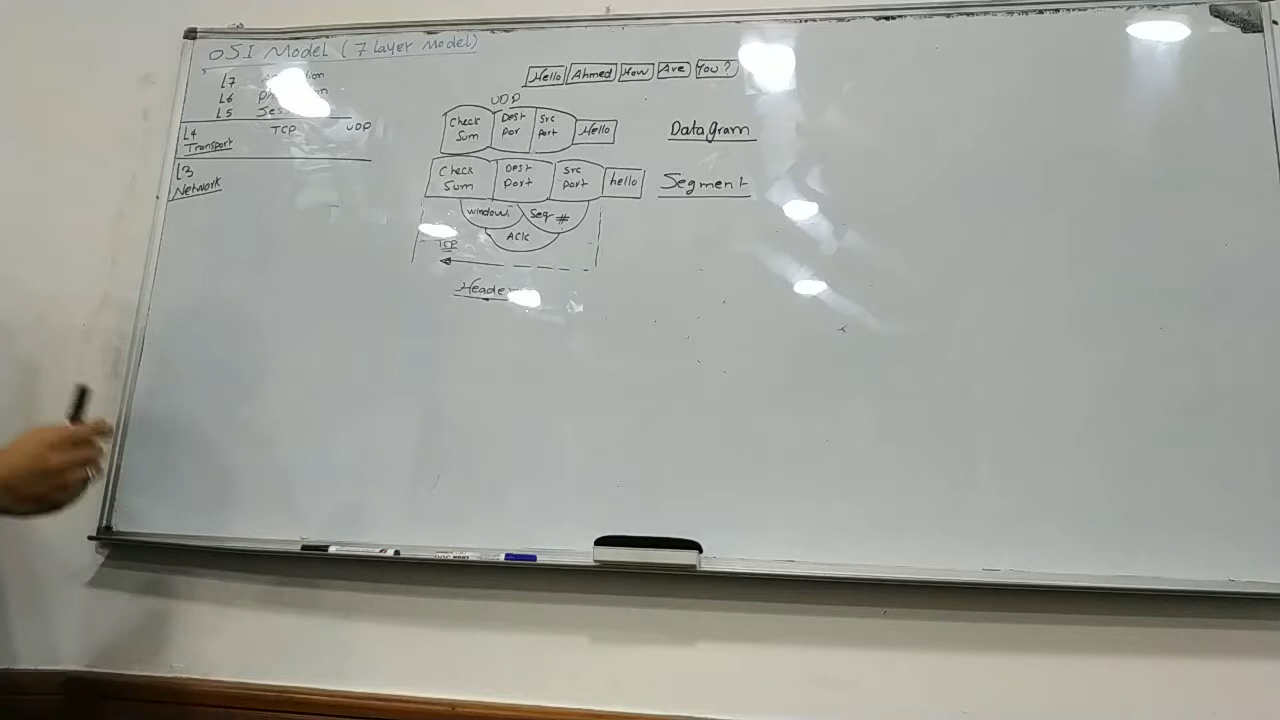 OSI Model (7 Layer Model)
L7
L6
L5
L4 TCP UDP
Transport
L3
Network
Hello Ahmed How Are You?
UDP
Check Sum Dest Por Src Port Hello Datagram
Check Sum Dest Port Src Port hello Segment
window Seq #
ACK
TCP
Header